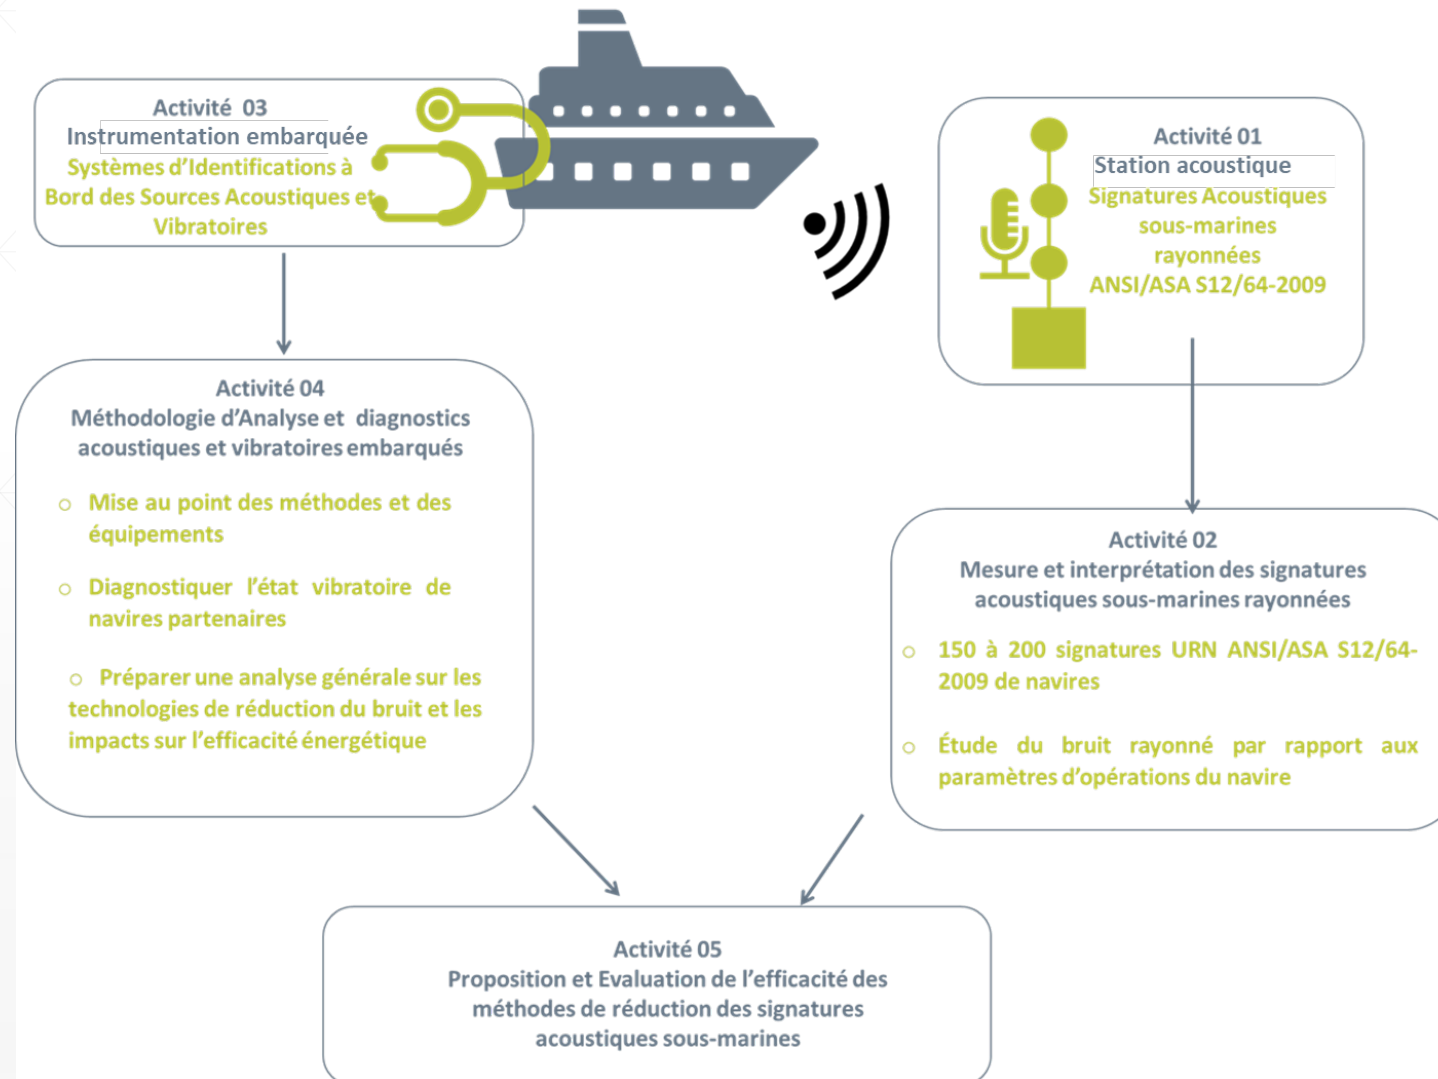 Activité 03
Instrumentation embarquée
Systèmes d'Identifications à
Bord des Sources Acoustiques et
Vibratoires
Activité 01
Station acoustique
Signatures Acoustiques
sous-marines
rayonnées
ANSI/ASA S12/64-2009
Activité 04
Méthodologie d'Analyse et diagnostics
acoustiques et vibratoires embarqués
o Mise au point des méthodes et des
équipements
o Diagnostiquer l'état vibratoire de
navires partenaires
o Préparer une analyse générale sur les
technologies de réduction du bruit et les
impacts sur l'efficacité énergétique
Activité 02
Mesure et interprétation des signatures
acoustiques sous-marines rayonnées
o 150 à 200 signatures URN ANSI/ASA S12/64-
2009 de navires
o Étude du bruit rayonné par rapport aux
paramètres d'opérations du navire
Activité 05
Proposition et Evaluation de l'efficacité des
méthodes de réduction des signatures
acoustiques sous-marines